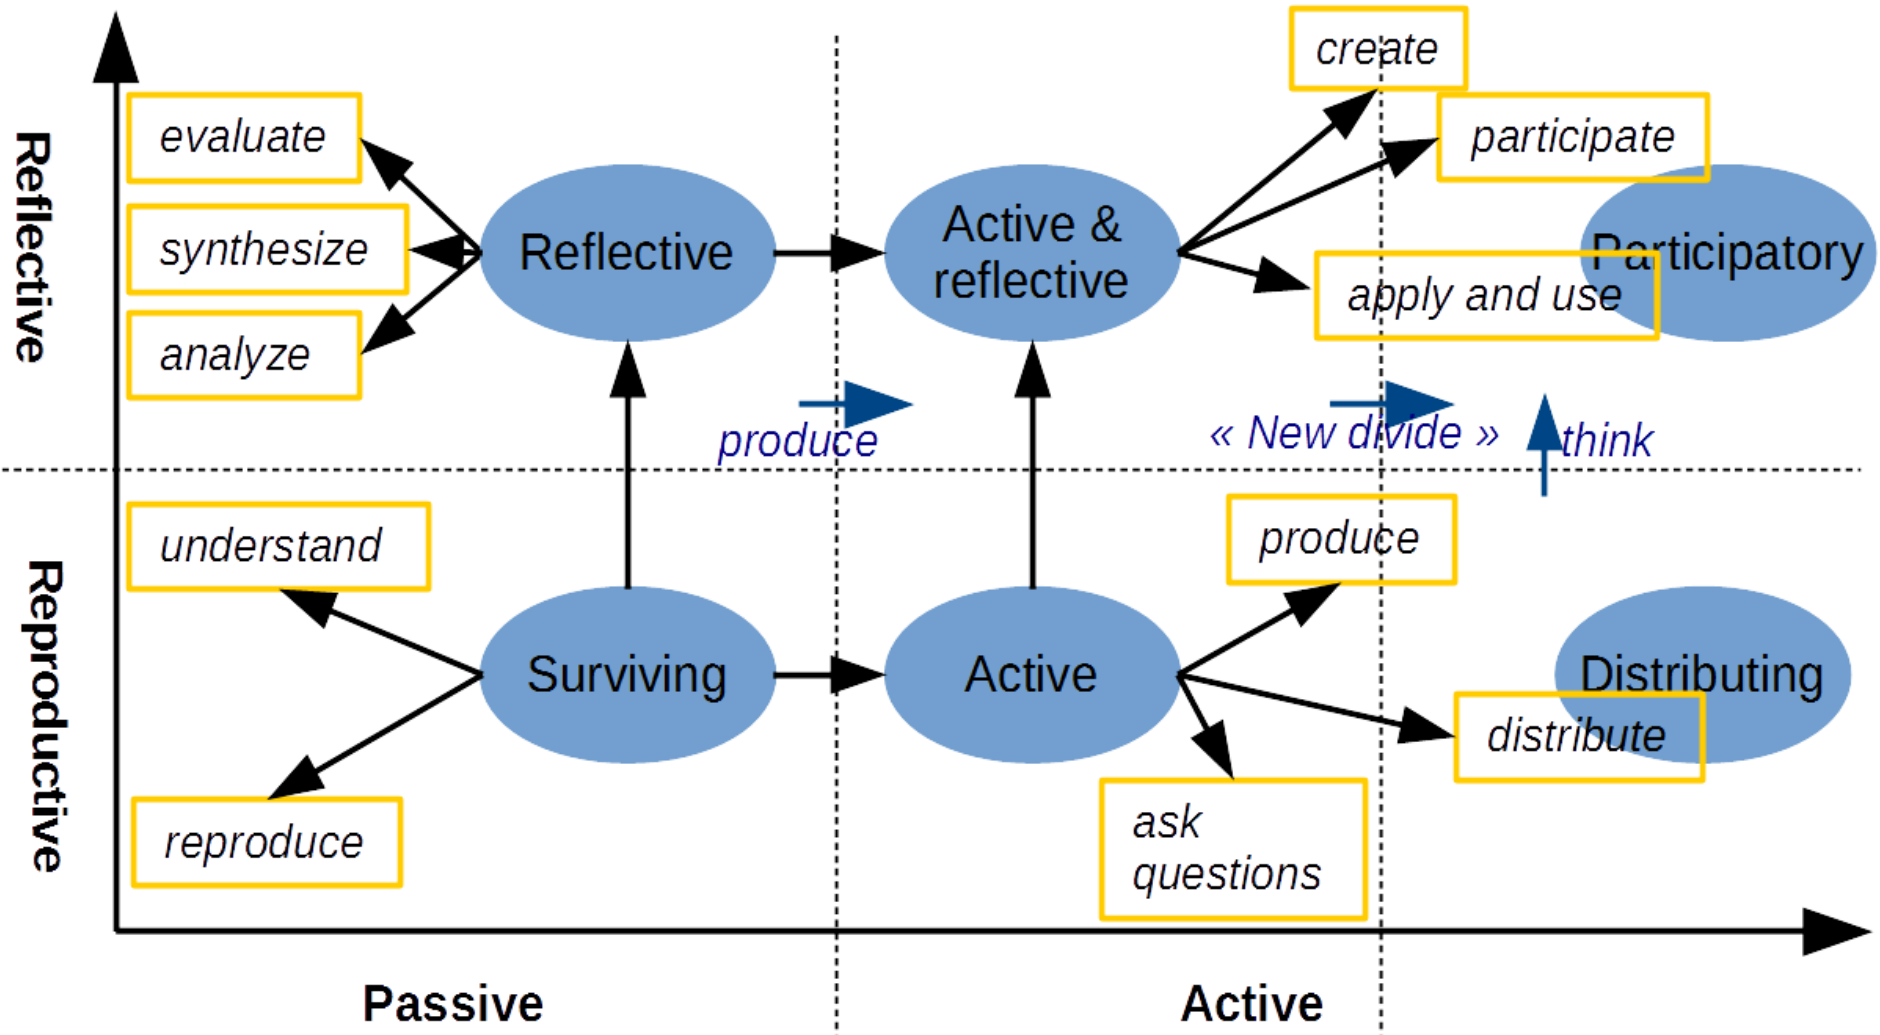 create
evaluate
participate
Reflective
synthesize
Reflective
Active &
reflective
Participatory
apply and use
analyze
produce
« New divide »
think
understand
produce
Reproductive
Surviving
Active
Distributing
distribute
reproduce
ask
questions
Passive
Active